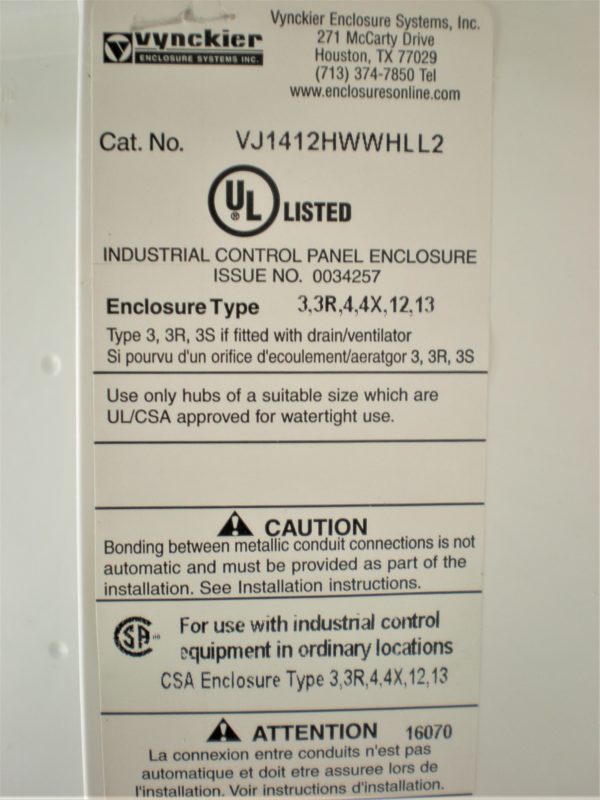 Vynckier Enclosure Systems, Inc.
271 McCarty Drive
Houston, TX 77029
(713) 374-7850 Tel
www.enclosuresonline.com
vynckier
ENCLOSURE SYSTEMS INC.
Cat. No. VJ1412HWWHLL2
UL ® LISTED
INDUSTRIAL CONTROL PANEL ENCLOSURE
ISSUE NO. 0034257
Enclosure Type 3,3R,4,4X,12,13
Type 3, 3R, 3S if fitted with drain/ventilator
Si pourvu d'un orifice d'ecoulement/aeratgor 3, 3R, 3S
Use only hubs of a suitable size which are
UL/CSA approved for watertight use.
CAUTION
Bonding between metallic conduit connections is not
automatic and must be provided as part of the
installation. See Installation instructions.
SA
For use with industrial control
equipment in ordinary locations
CSA Enclosure Type 3,3R,4,4X,12,13
ATTENTION 16070
La connexion entre conduits n'est pas
automatique et doit etre assuree lors de
l'installation. Voir instructions d'installation.